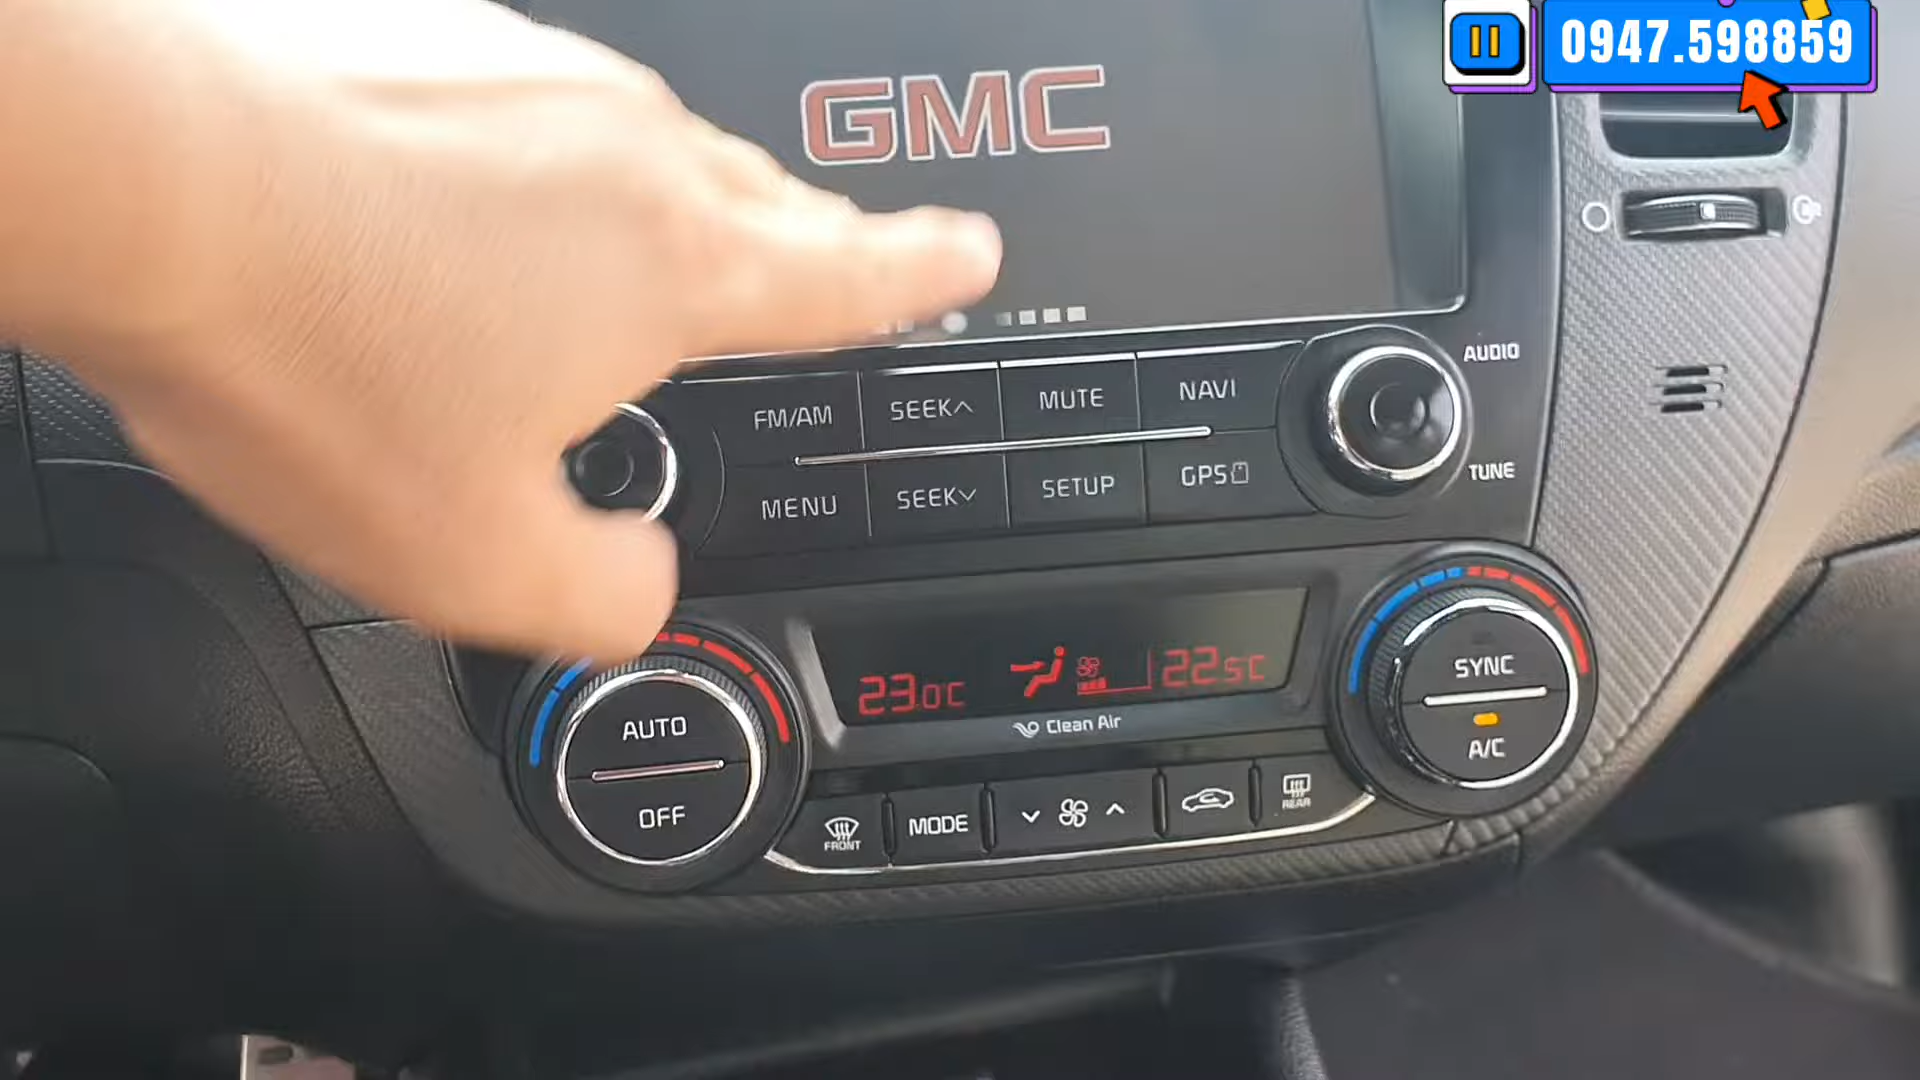 0947.598859
GMC
AUDIO
FM/AM
SEEK
MUTE
NAVI
MENU
SEEK
SETUP
GPS
TUNE
23.0C
22.5C
Clean Air
AUTO
OFF
SYNC
A/C
FRONT
MODE
REAR